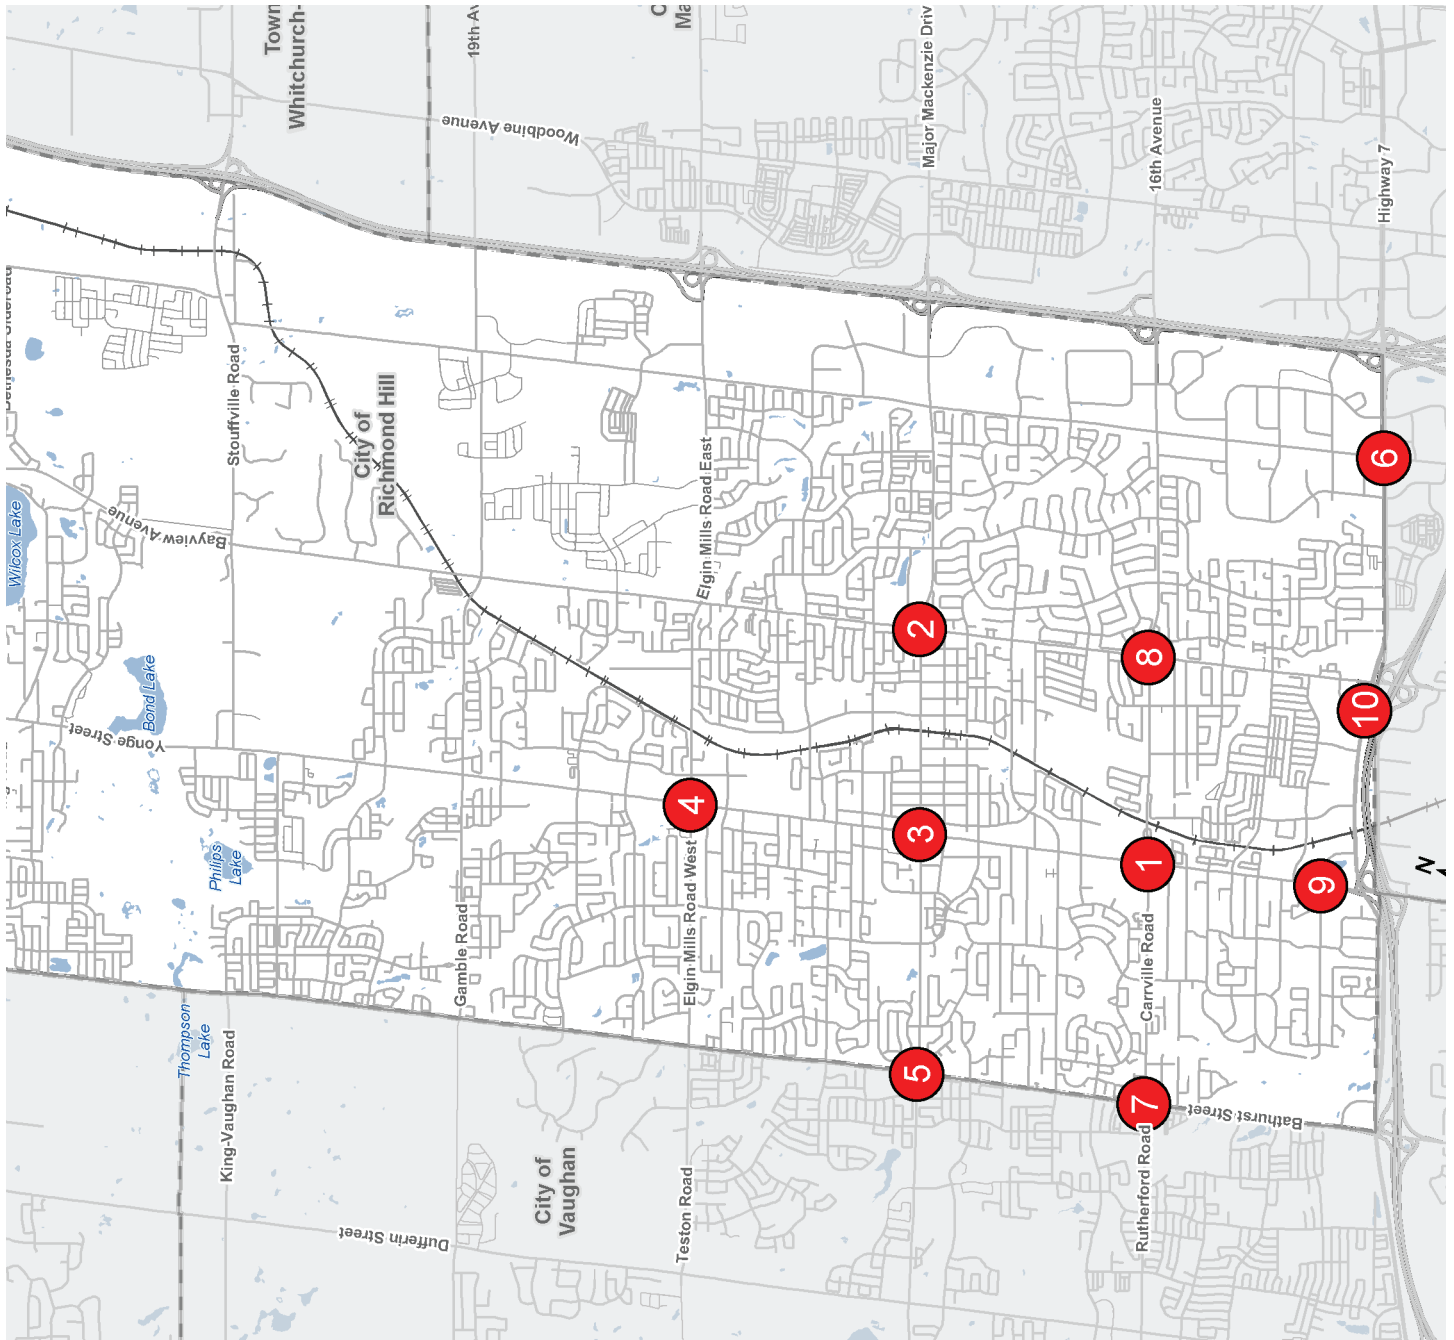 Town
Whitchurch-
19th Av
Major Mackenzie Driv
Woodbine Avenue
16th Avenue
Highway 7
Stouffville Road
City of
Richmond Hill
Elgin Mills Road East
Wilcox Lake
Bayview Avenue
Bond Lake
Yonge Street
Philips
Lake
Gamble Road
Elgin Mills Road West
Carrville Road
Thompson
Lake
King-Vaughan Road
City of
Vaughan
Dufferin Street
Teston Road
Rutherford Road
Bathurst Street
6
2
8
10
4
3
1
9
5
7
N